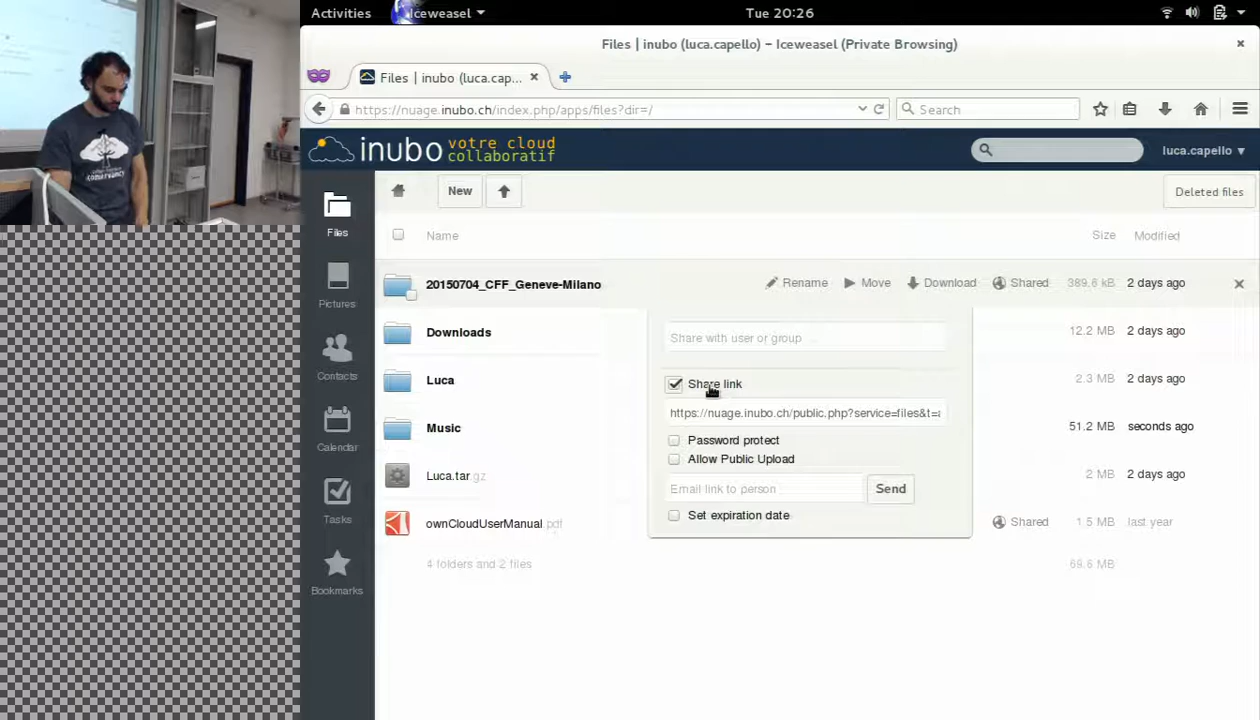 Activities Iceweasel Tue 20:26
Files | inubo (luca.capello) – Iceweasel (Private Browsing)
Files | inubo (luca.cap...
https://nuage.inubo.ch/index.php/apps/files?dir=/ Search
inubo votre cloud collaboratif luca.capello
New Deleted files
Files
Name Size Modified
20150704_CFF_Geneve-Milano Rename Move Download Shared 389.6 kB 2 days ago
Pictures
Downloads 12.2 MB 2 days ago
Share with user or group
Contacts
Luca 2.3 MB 2 days ago
Share link
https://nuage.inubo.ch/public.php?service=files&t=
Music 51.2 MB seconds ago
Password protect
Calendar
Allow Public Upload
Luca.tar.gz 2 MB 2 days ago
Email link to person Send
Set expiration date
ownCloudUserManual.pdf Shared 1.5 MB last year
Tasks
4 folders and 2 files 69.6 MB
Bookmarks
conservancy